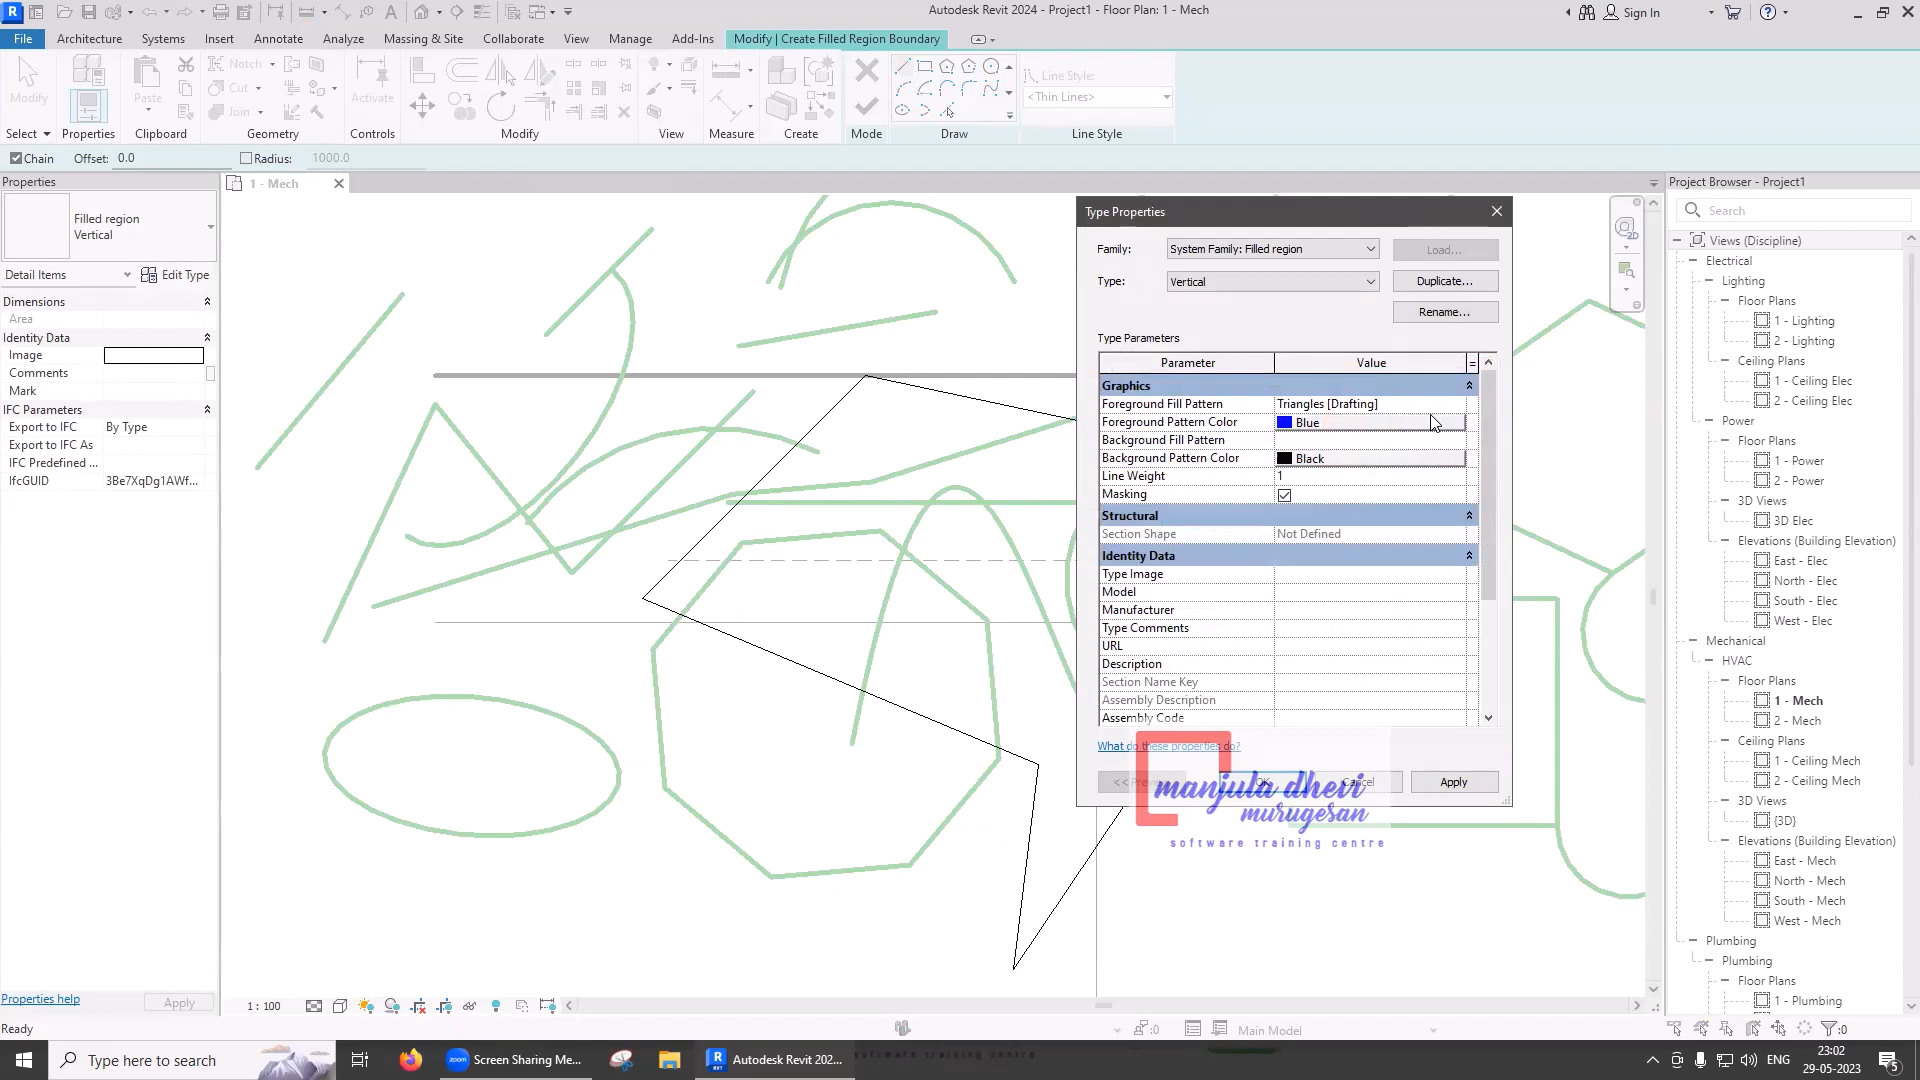 Autodesk Revit 2024 - Project1 - Floor Plan: 1 - Mech
Sign In
File
Architecture
Systems
Insert
Annotate
Analyze
Massing & Site
Collaborate
View
Manage
Add-Ins
Modify | Create Filled Region Boundary
Modify
Paste
Notch
Cut
Join
Activate
Line Style:
<Thin Lines>
Select
Properties
Clipboard
Geometry
Controls
Modify
View
Measure
Create
Mode
Draw
Line Style
Chain
Offset: 0.0
Radius: 1000.0
Properties
Filled region
Vertical
Detail Items
Edit Type
Dimensions
Area
Identity Data
Image
Comments
Mark
IFC Parameters
Export to IFC By Type
Export to IFC As
IFC Predefined ...
IfcGUID 3Be7XqDg1AWf...
Properties help
Apply
1 - Mech
Type Properties
Family: System Family: Filled region Load...
Type: Vertical Duplicate...
Rename...
Type Parameters
Parameter Value =
Graphics
Foreground Fill Pattern Triangles [Drafting]
Foreground Pattern Color Blue
Background Fill Pattern
Background Pattern Color Black
Line Weight 1
Masking
Structural
Section Shape Not Defined
Identity Data
Type Image
Model
Manufacturer
Type Comments
URL
Description
Section Name Key
Assembly Description
Assembly Code
What do these properties do?
OK Cancel Apply
manjula dheri
murugesan
software training centre
Project Browser - Project1
Search
Views (Discipline)
Electrical
Lighting
Floor Plans
1 - Lighting
2 - Lighting
Ceiling Plans
1 - Ceiling Elec
2 - Ceiling Elec
Power
Floor Plans
1 - Power
2 - Power
3D Views
3D Elec
Elevations (Building Elevation)
East - Elec
North - Elec
South - Elec
West - Elec
Mechanical
HVAC
Floor Plans
1 - Mech
2 - Mech
Ceiling Plans
1 - Ceiling Mech
2 - Ceiling Mech
3D Views
{3D}
Elevations (Building Elevation)
East - Mech
North - Mech
South - Mech
West - Mech
Plumbing
Plumbing
Floor Plans
1 - Plumbing
1 : 100
Ready
:0
Main Model
:0
Type here to search
Screen Sharing Me...
Autodesk Revit 202...
ENG
23:02
29-05-2023
5